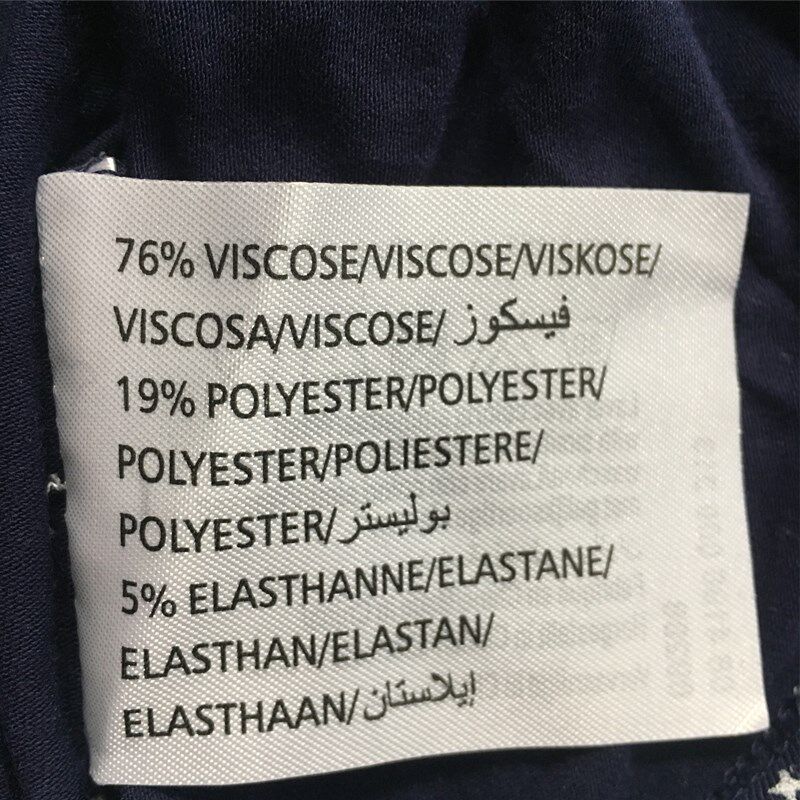 76% VISCOSE/VISCOSE/VISKOSE/
VISCOSA/VISCOSE/ فيسكوز
19% POLYESTER/POLYESTER/
POLYESTER/POLIESTERE/
POLYESTER/ بوليستر
5% ELASTHANNE/ELASTANE/
ELASTHAN/ELASTAN/
ELASTHAAN/ إيلاستان